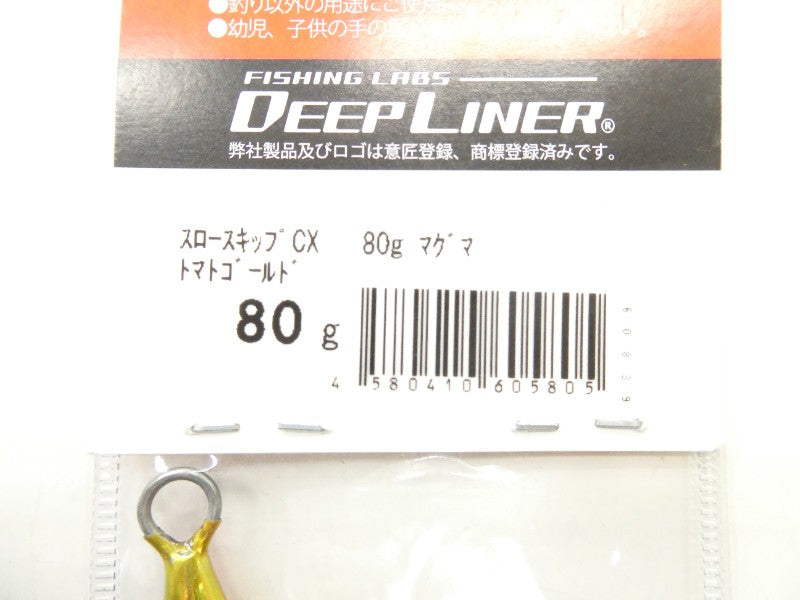 ●釣り以外の用途にご使用
●幼児、子供の手の
FISHING LABS
DEEP LINER®
弊社製品及びロゴは意匠登録、商標登録済みです。
スロースキップCX 80g マグマ
トマトゴールド
80 g
4 580410 605805